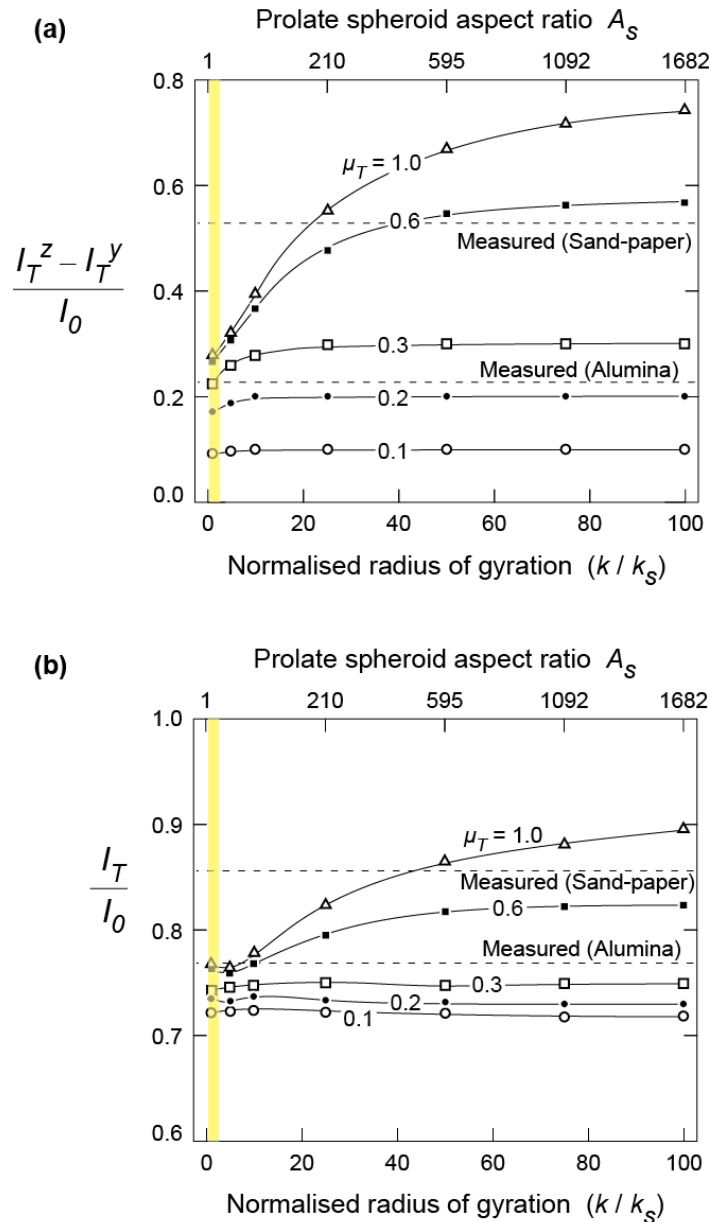 (a)
Prolate spheroid aspect ratio A_s
1 210 595 1092 1682
0.8
μ_T = 1.0
0.6
0.6
Measured (Sand-paper)
I_T^z – I_T^y
I_0
0.4
0.3
Measured (Alumina)
0.2
0.2
0.1
0.0
0 20 40 60 80 100
Normalised radius of gyration (k / k_s)
(b)
Prolate spheroid aspect ratio A_s
1 210 595 1092 1682
1.0
0.9
μ_T = 1.0
I_T
I_0
Measured (Sand-paper)
0.6
0.8
Measured (Alumina)
0.3
0.2
0.7
0.1
0.6
0 20 40 60 80 100
Normalised radius of gyration (k / k_s)